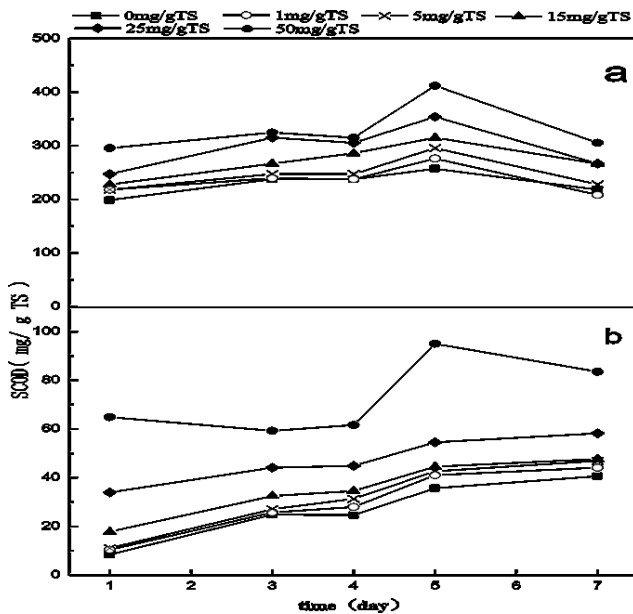 0mg/gTS 1mg/gTS 5mg/gTS 15mg/gTS
25mg/gTS 50mg/gTS
500
a
400
300
200
100
0
SCOD( mg/ g TS)
100
b
80
60
40
20
0
1 2 3 4 5 6 7
time (day)